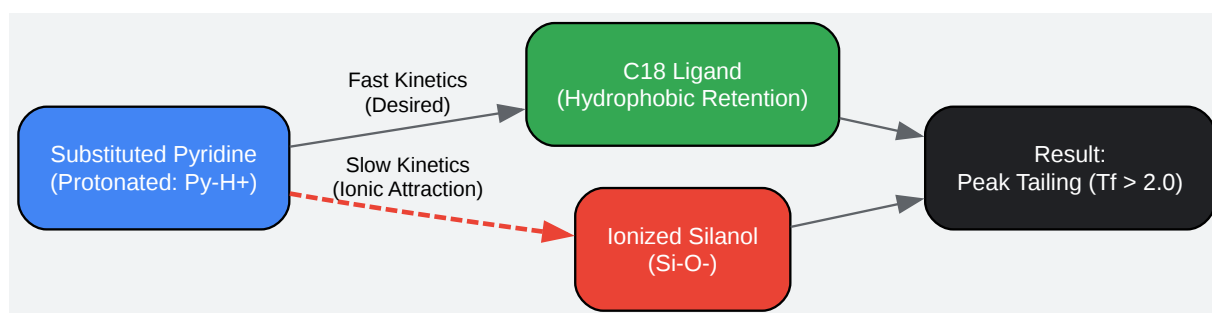 Substituted Pyridine
(Protonated: Py-H+)
Fast Kinetics
(Desired)
Slow Kinetics
(Ionic Attraction)
C18 Ligand
(Hydrophobic Retention)
Ionized Silanol
(Si-O-)
Result:
Peak Tailing (Tf > 2.0)